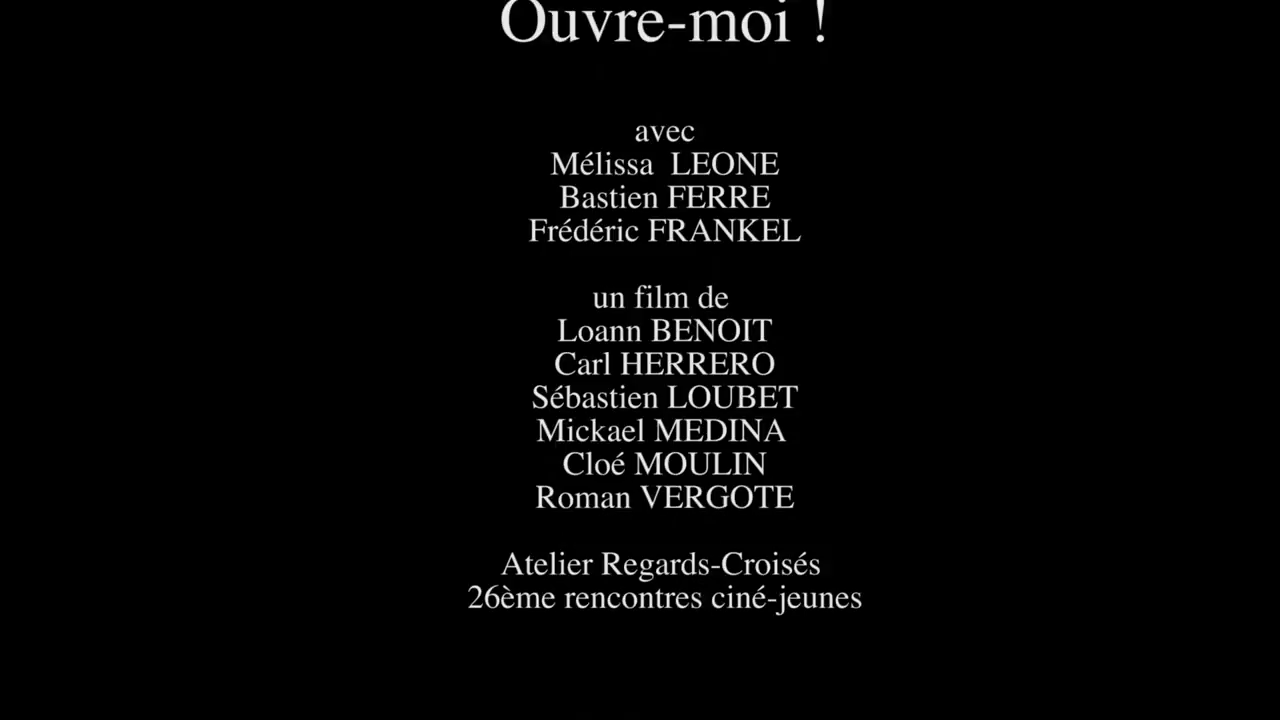 Ouvre-moi !
avec
Mélissa  LEONE
Bastien FERRE
Frédéric FRANKEL
un film de
Loann BENOIT
Carl HERRERO
Sébastien LOUBET
Mickael MEDINA
Cloé MOULIN
Roman VERGOTE
Atelier Regards-Croisés
26ème rencontres ciné-jeunes